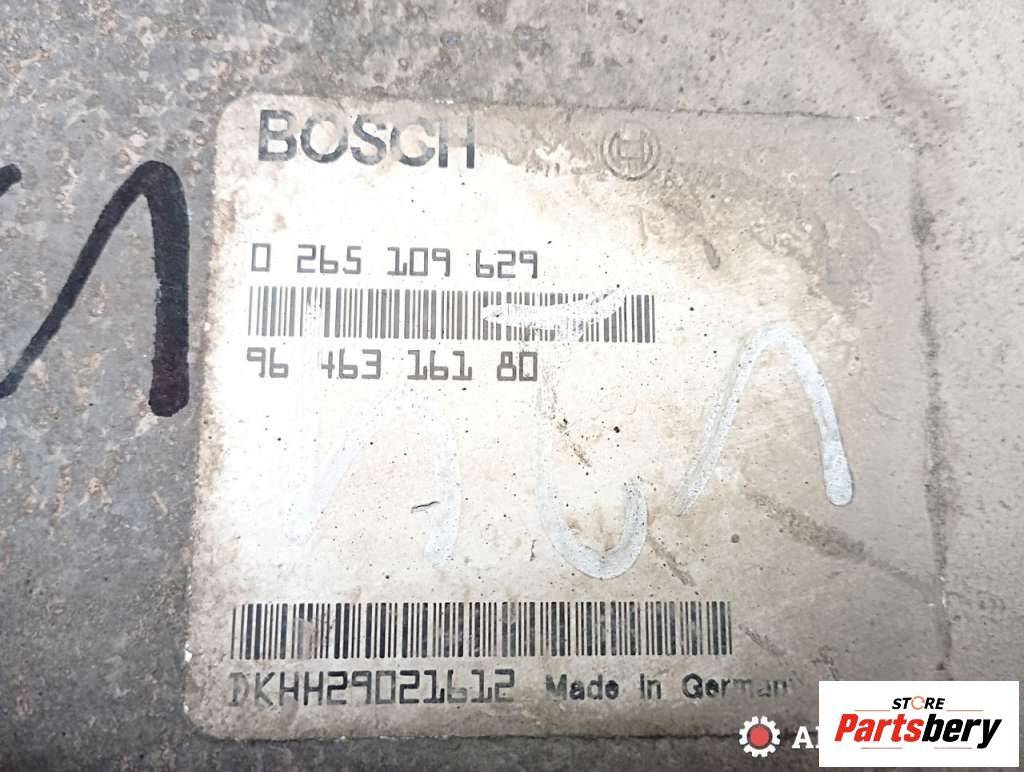 BOSCH
0 265 109 629
96 463 161 80
DKHH29021612 Made in Germany
STORE
Partsbery